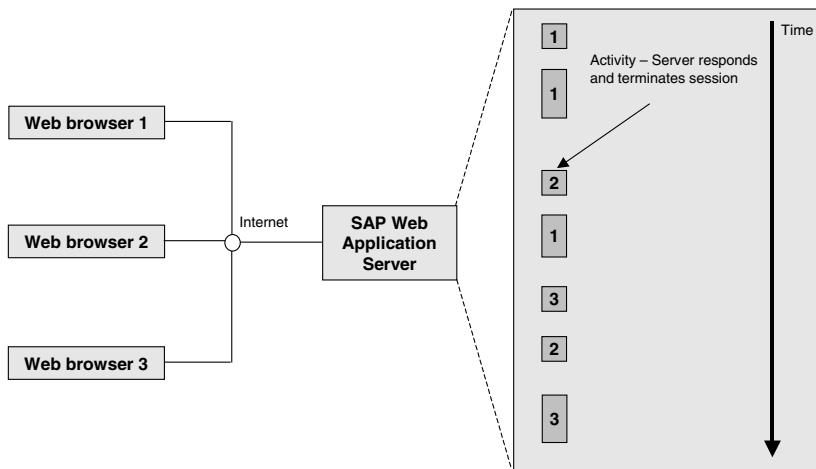 Web browser 1
Web browser 2
Web browser 3
Internet
SAP Web
Application
Server
1
1
2
1
3
2
3
Activity – Server responds
and terminates session
Time